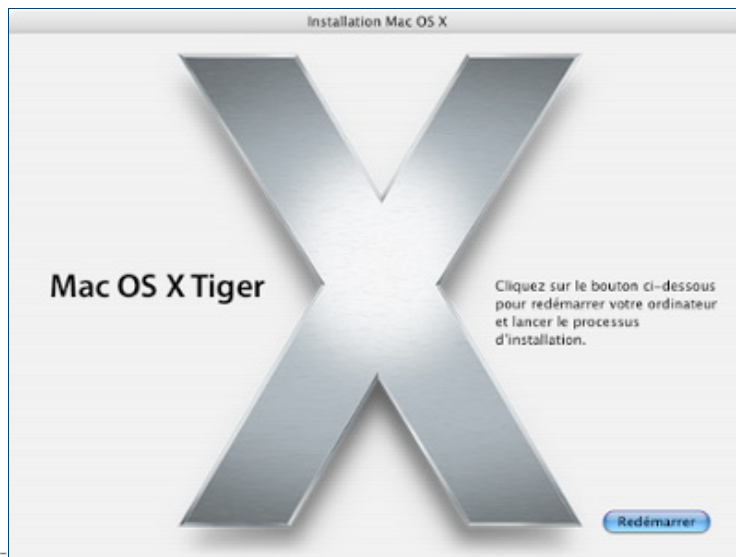 Installation Mac OS X
X
Mac OS X Tiger
Cliquez sur le bouton ci-dessous
pour redémarrer votre ordinateur
et lancer le processus
d'installation.
Redémarrer